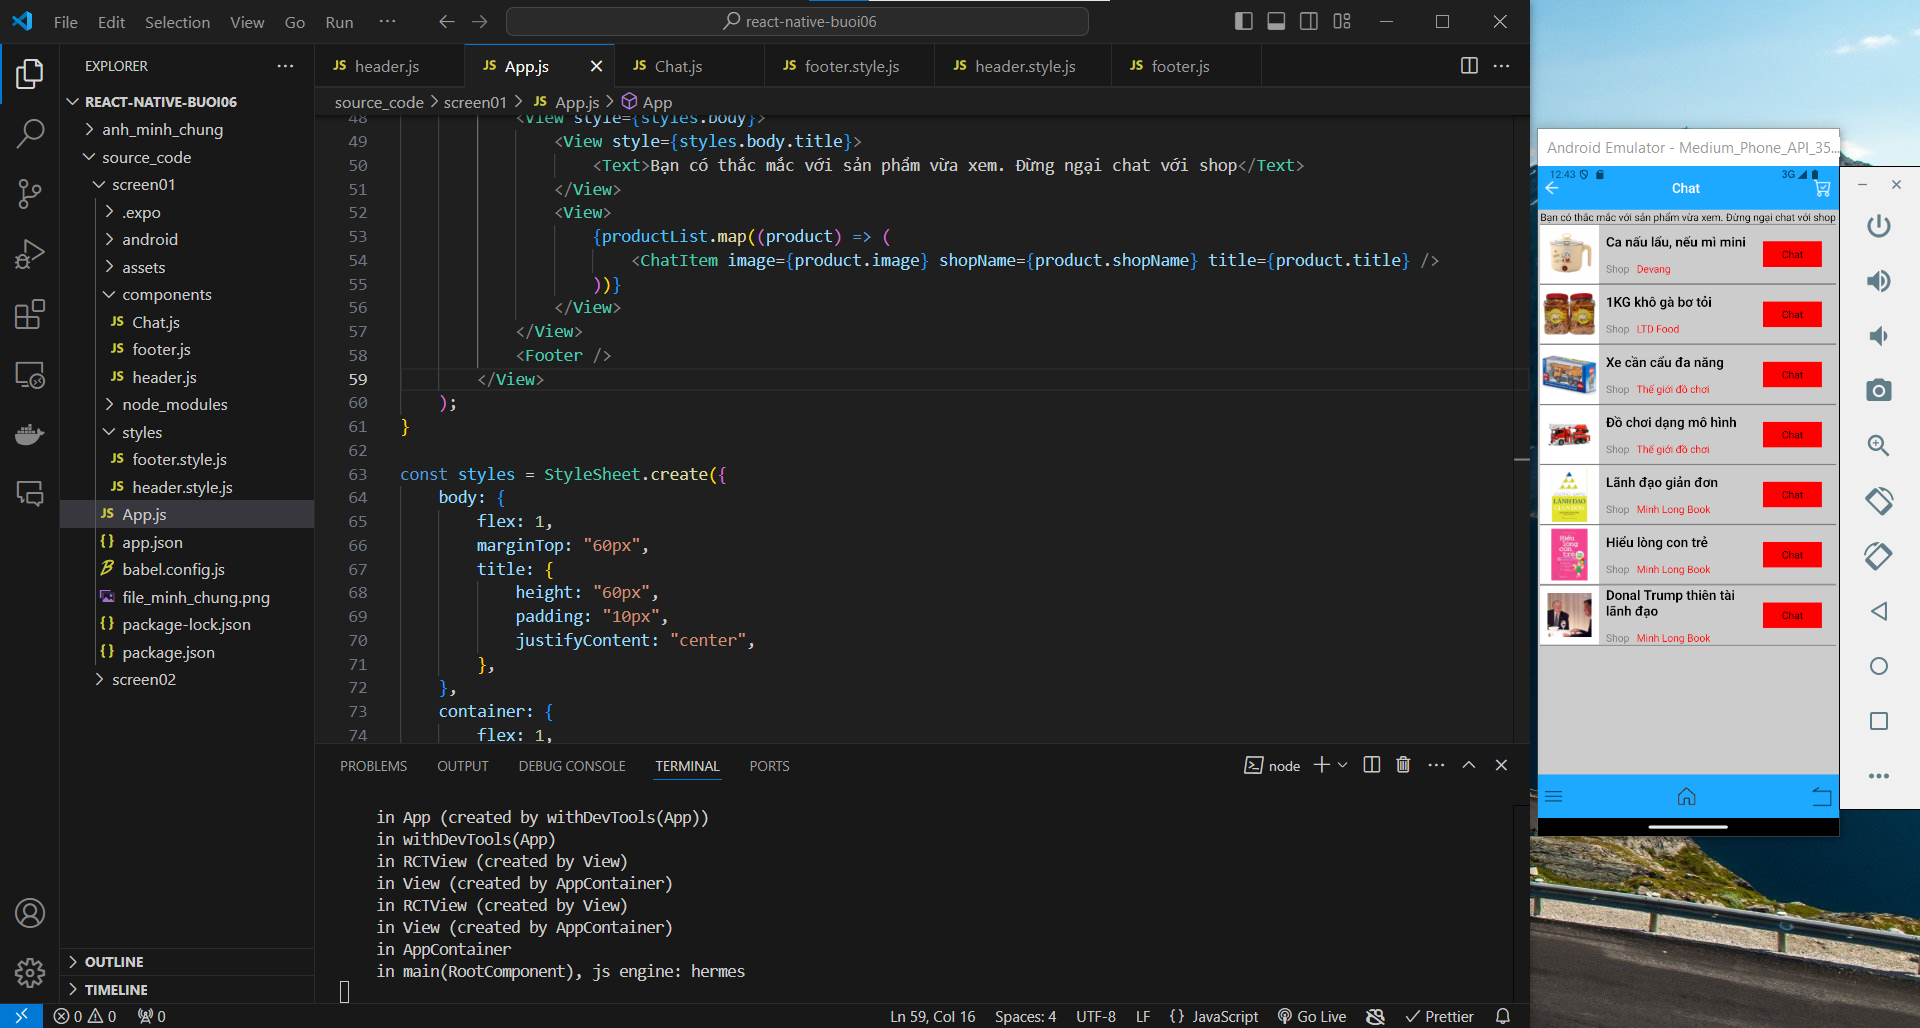 File Edit Selection View Go Run ···
react-native-buoi06
EXPLORER
REACT-NATIVE-BUOI06
anh_minh_chung
source_code
screen01
.expo
android
assets
components
JS Chat.js
JS footer.js
JS header.js
node_modules
styles
JS footer.style.js
JS header.style.js
JS App.js
{} app.json
babel.config.js
file_minh_chung.png
{} package-lock.json
{} package.json
screen02
OUTLINE
TIMELINE
JS header.js JS App.js JS Chat.js JS footer.style.js JS header.style.js JS footer.js
source_code > screen01 > JS App.js > App
48 <View style={styles.body}>
49 <View style={styles.body.title}>
50 <Text>Bạn có thắc mắc với sản phẩm vừa xem. Đừng ngại chat với shop</Text>
51 </View>
52 <View>
53 {productList.map((product) => (
54 <ChatItem image={product.image} shopName={product.shopName} title={product.title} />
55 ))}
56 </View>
57 </View>
58 <Footer />
59 </View>
60 );
61 }
62
63 const styles = StyleSheet.create({
64 body: {
65 flex: 1,
66 marginTop: "60px",
67 title: {
68 height: "60px",
69 padding: "10px",
70 justifyContent: "center",
71 },
72 },
73 container: {
74 flex: 1,
PROBLEMS OUTPUT DEBUG CONSOLE TERMINAL PORTS
node
in App (created by withDevTools(App))
in withDevTools(App)
in RCTView (created by View)
in View (created by AppContainer)
in RCTView (created by View)
in View (created by AppContainer)
in AppContainer
in main(RootComponent), js engine: hermes
0 0 0
Ln 59, Col 16 Spaces: 4 UTF-8 LF {} JavaScript Go Live Prettier
Android Emulator - Medium_Phone_API_35...
12:43 3G
Chat
Bạn có thắc mắc với sản phẩm vừa xem. Đừng ngại chat với shop
Ca nấu lẩu, nếu mì mini
Shop Devang
Chat
1KG khô gà bơ tỏi
Shop LTD Food
Chat
Xe cần cẩu đa năng
Shop Thế giới đồ chơi
Chat
Đồ chơi dạng mô hình
Shop Thế giới đồ chơi
Chat
LÃNH ĐẠO
GIẢN ĐƠN
Lãnh đạo giản đơn
Shop Minh Long Book
Chat
Hiểu
lòng
con
trẻ
Hiểu lòng con trẻ
Shop Minh Long Book
Chat
Donal Trump thiên tài
lãnh đạo
Shop Minh Long Book
Chat